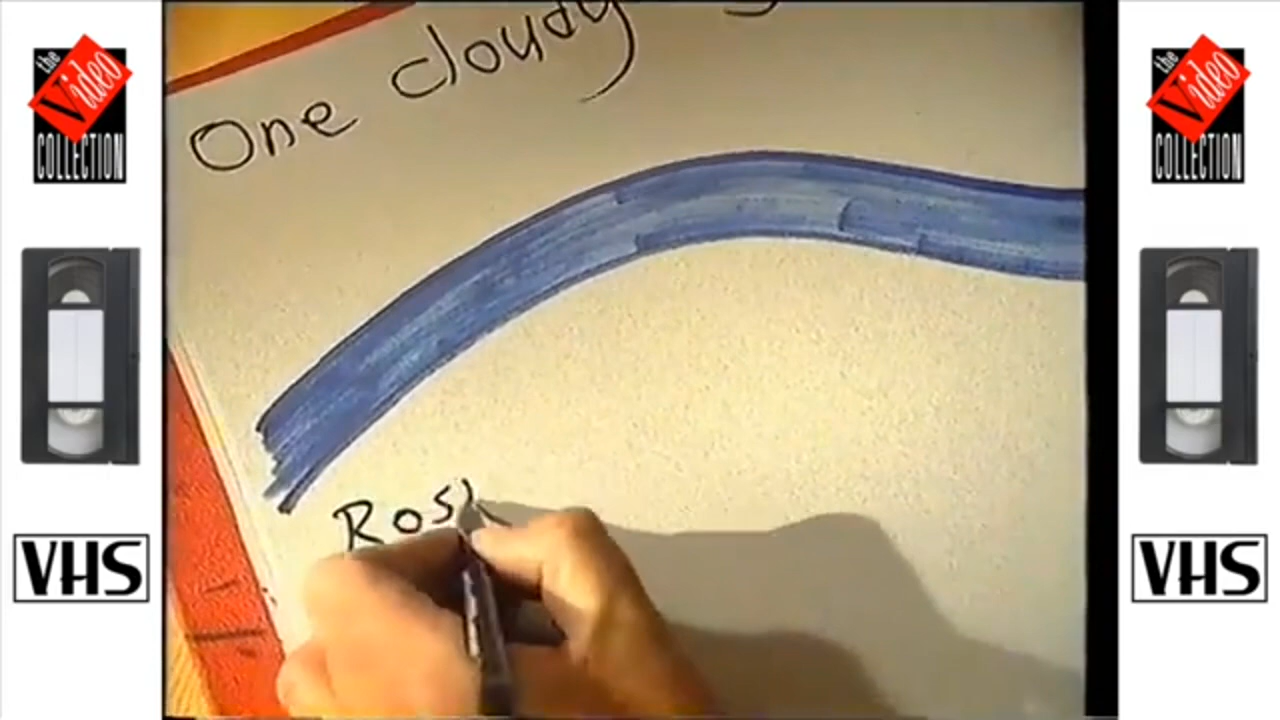 One cloudy
Ros
the
Video
COLLECTION
VHS
the
Video
COLLECTION
VHS